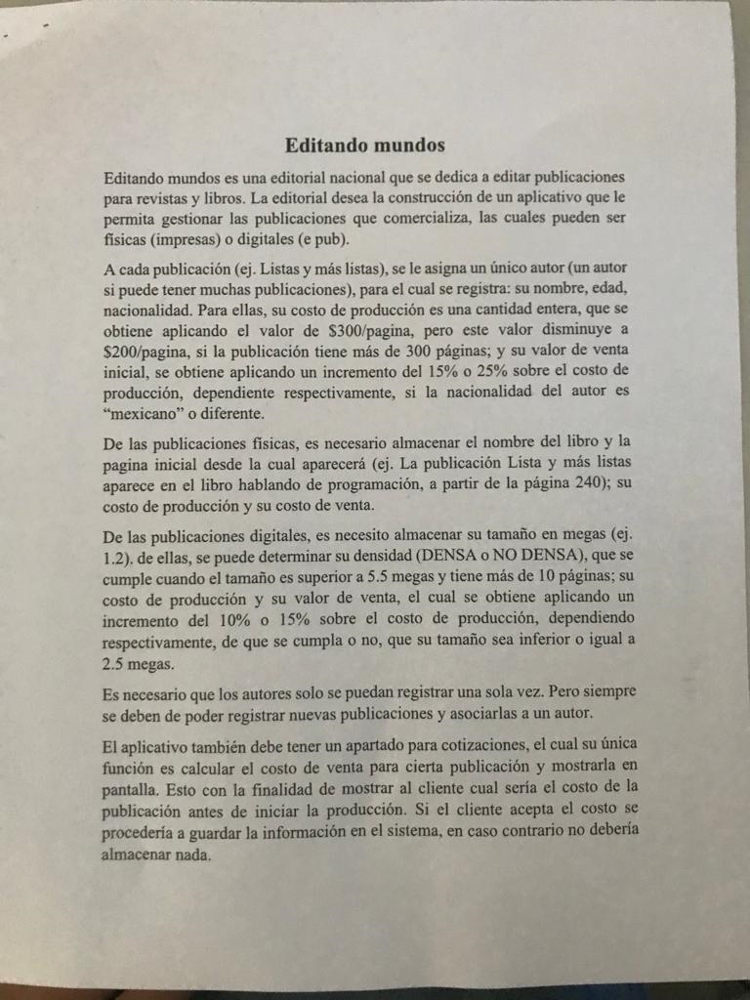 Editando mundos
Editando mundos es una editorial nacional que se dedica a editar publicaciones
para revistas y libros. La editorial desea la construcción de un aplicativo que le
permita gestionar las publicaciones que comercializa, las cuales pueden ser
físicas (impresas) o digitales (e pub).
A cada publicación (ej. Listas y más listas), se le asigna un único autor (un autor
si puede tener muchas publicaciones), para el cual se registra: su nombre, edad,
nacionalidad. Para ellas, su costo de producción es una cantidad entera, que se
obtiene aplicando el valor de $300/pagina, pero este valor disminuye a
$200/pagina, si la publicación tiene más de 300 páginas; y su valor de venta
inicial, se obtiene aplicando un incremento del 15% o 25% sobre el costo de
producción, dependiente respectivamente, si la nacionalidad del autor es
“mexicano” o diferente.
De las publicaciones físicas, es necesario almacenar el nombre del libro y la
pagina inicial desde la cual aparecerá (ej. La publicación Lista y más listas
aparece en el libro hablando de programación, a partir de la página 240); su
costo de producción y su costo de venta.
De las publicaciones digitales, es necesito almacenar su tamaño en megas (ej.
1.2). de ellas, se puede determinar su densidad (DENSA o NO DENSA), que se
cumple cuando el tamaño es superior a 5.5 megas y tiene más de 10 páginas; su
costo de producción y su valor de venta, el cual se obtiene aplicando un
incremento del 10% o 15% sobre el costo de producción, dependiendo
respectivamente, de que se cumpla o no, que su tamaño sea inferior o igual a
2.5 megas.
Es necesario que los autores solo se puedan registrar una sola vez. Pero siempre
se deben de poder registrar nuevas publicaciones y asociarlas a un autor.
El aplicativo también debe tener un apartado para cotizaciones, el cual su única
función es calcular el costo de venta para cierta publicación y mostrarla en
pantalla. Esto con la finalidad de mostrar al cliente cual sería el costo de la
publicación antes de iniciar la producción. Si el cliente acepta el costo se
procedería a guardar la información en el sistema, en caso contrario no debería
almacenar nada.